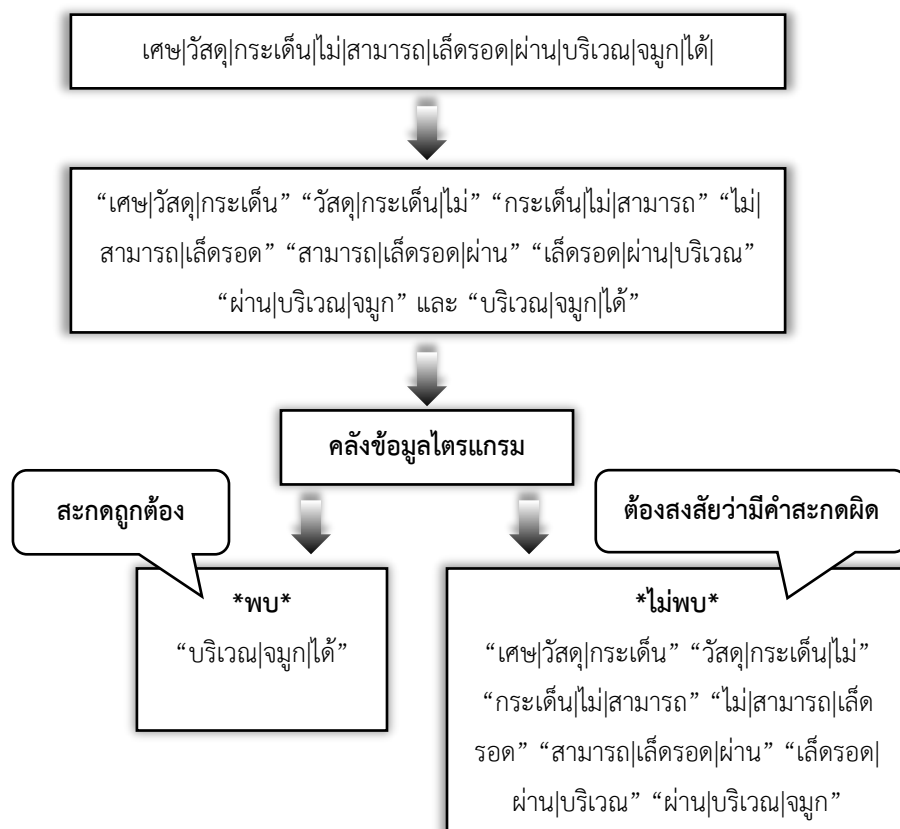 เศษ|วัสดุ|กระเด็น|ไม่|สามารถ|เล็ดรอด|ผ่าน|บริเวณ|จมูก|ได้|
“เศษ|วัสดุ|กระเด็น” “วัสดุ|กระเด็น|ไม่” “กระเด็น|ไม่|สามารถ” “ไม่|
สามารถ|เล็ดรอด” “สามารถ|เล็ดรอด|ผ่าน” “เล็ดรอด|ผ่าน|บริเวณ”
“ผ่าน|บริเวณ|จมูก” และ “บริเวณ|จมูก|ได้”
คลังข้อมูลไตรแกรม
สะกดถูกต้อง
ต้องสงสัยว่ามีคำสะกดผิด
*พบ*
“บริเวณ|จมูก|ได้”
*ไม่พบ*
“เศษ|วัสดุ|กระเด็น” “วัสดุ|กระเด็น|ไม่”
“กระเด็น|ไม่|สามารถ” “ไม่|สามารถ|เล็ด
รอด” “สามารถ|เล็ดรอด|ผ่าน” “เล็ดรอด|
ผ่าน|บริเวณ” “ผ่าน|บริเวณ|จมูก”